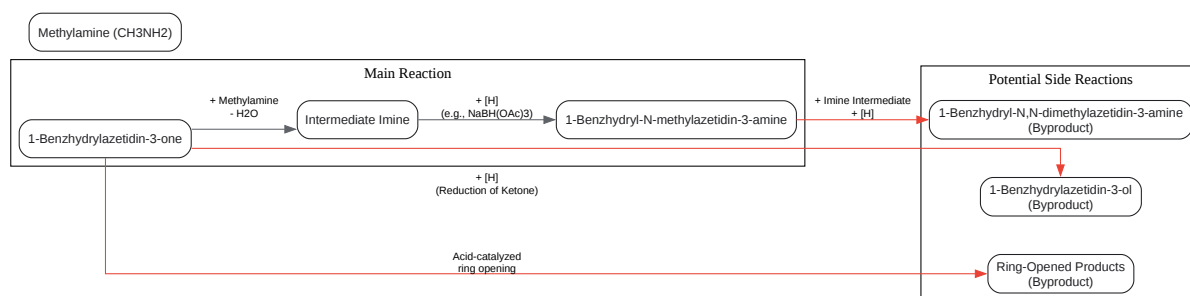 Methylamine (CH3NH2)
Main Reaction
Potential Side Reactions
+ Methylamine
- H2O
+ [H]
(e.g., NaBH(OAc)3)
+ Imine Intermediate
+ [H]
1-Benzhydrylazetidin-3-one
Intermediate Imine
1-Benzhydryl-N-methylazetidin-3-amine
1-Benzhydryl-N,N-dimethylazetidin-3-amine
(Byproduct)
+ [H]
(Reduction of Ketone)
1-Benzhydrylazetidin-3-ol
(Byproduct)
Acid-catalyzed
ring opening
Ring-Opened Products
(Byproduct)